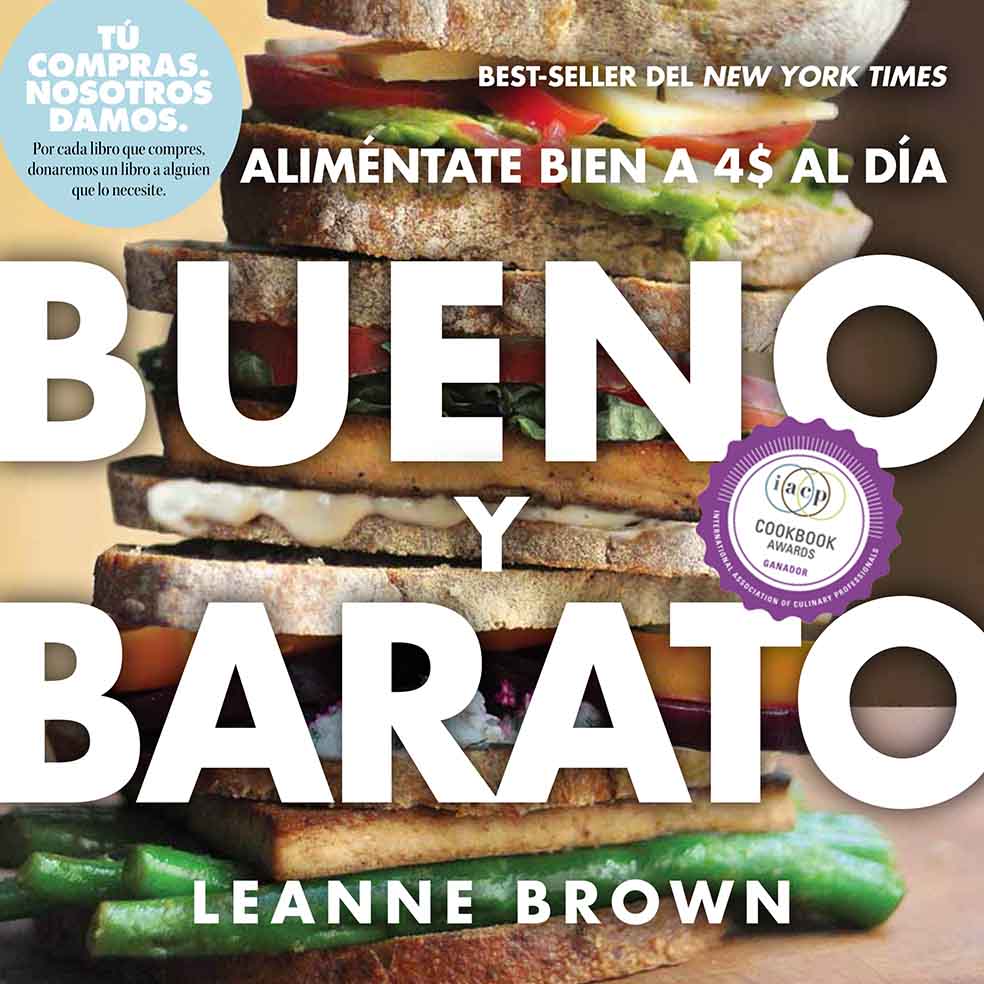 TÚ
COMPRAS.
NOSOTROS
DAMOS.
Por cada libro que compres,
donaremos un libro a alguien
que lo necesite.
BEST-SELLER DEL NEW YORK TIMES
ALIMÉNTATE BIEN A 4$ AL DÍA
BUENO
Y
BARATO
iacp
COOKBOOK
AWARDS
GANADOR
INTERNATIONAL ASSOCIATION OF CULINARY PROFESSIONALS
LEANNE BROWN